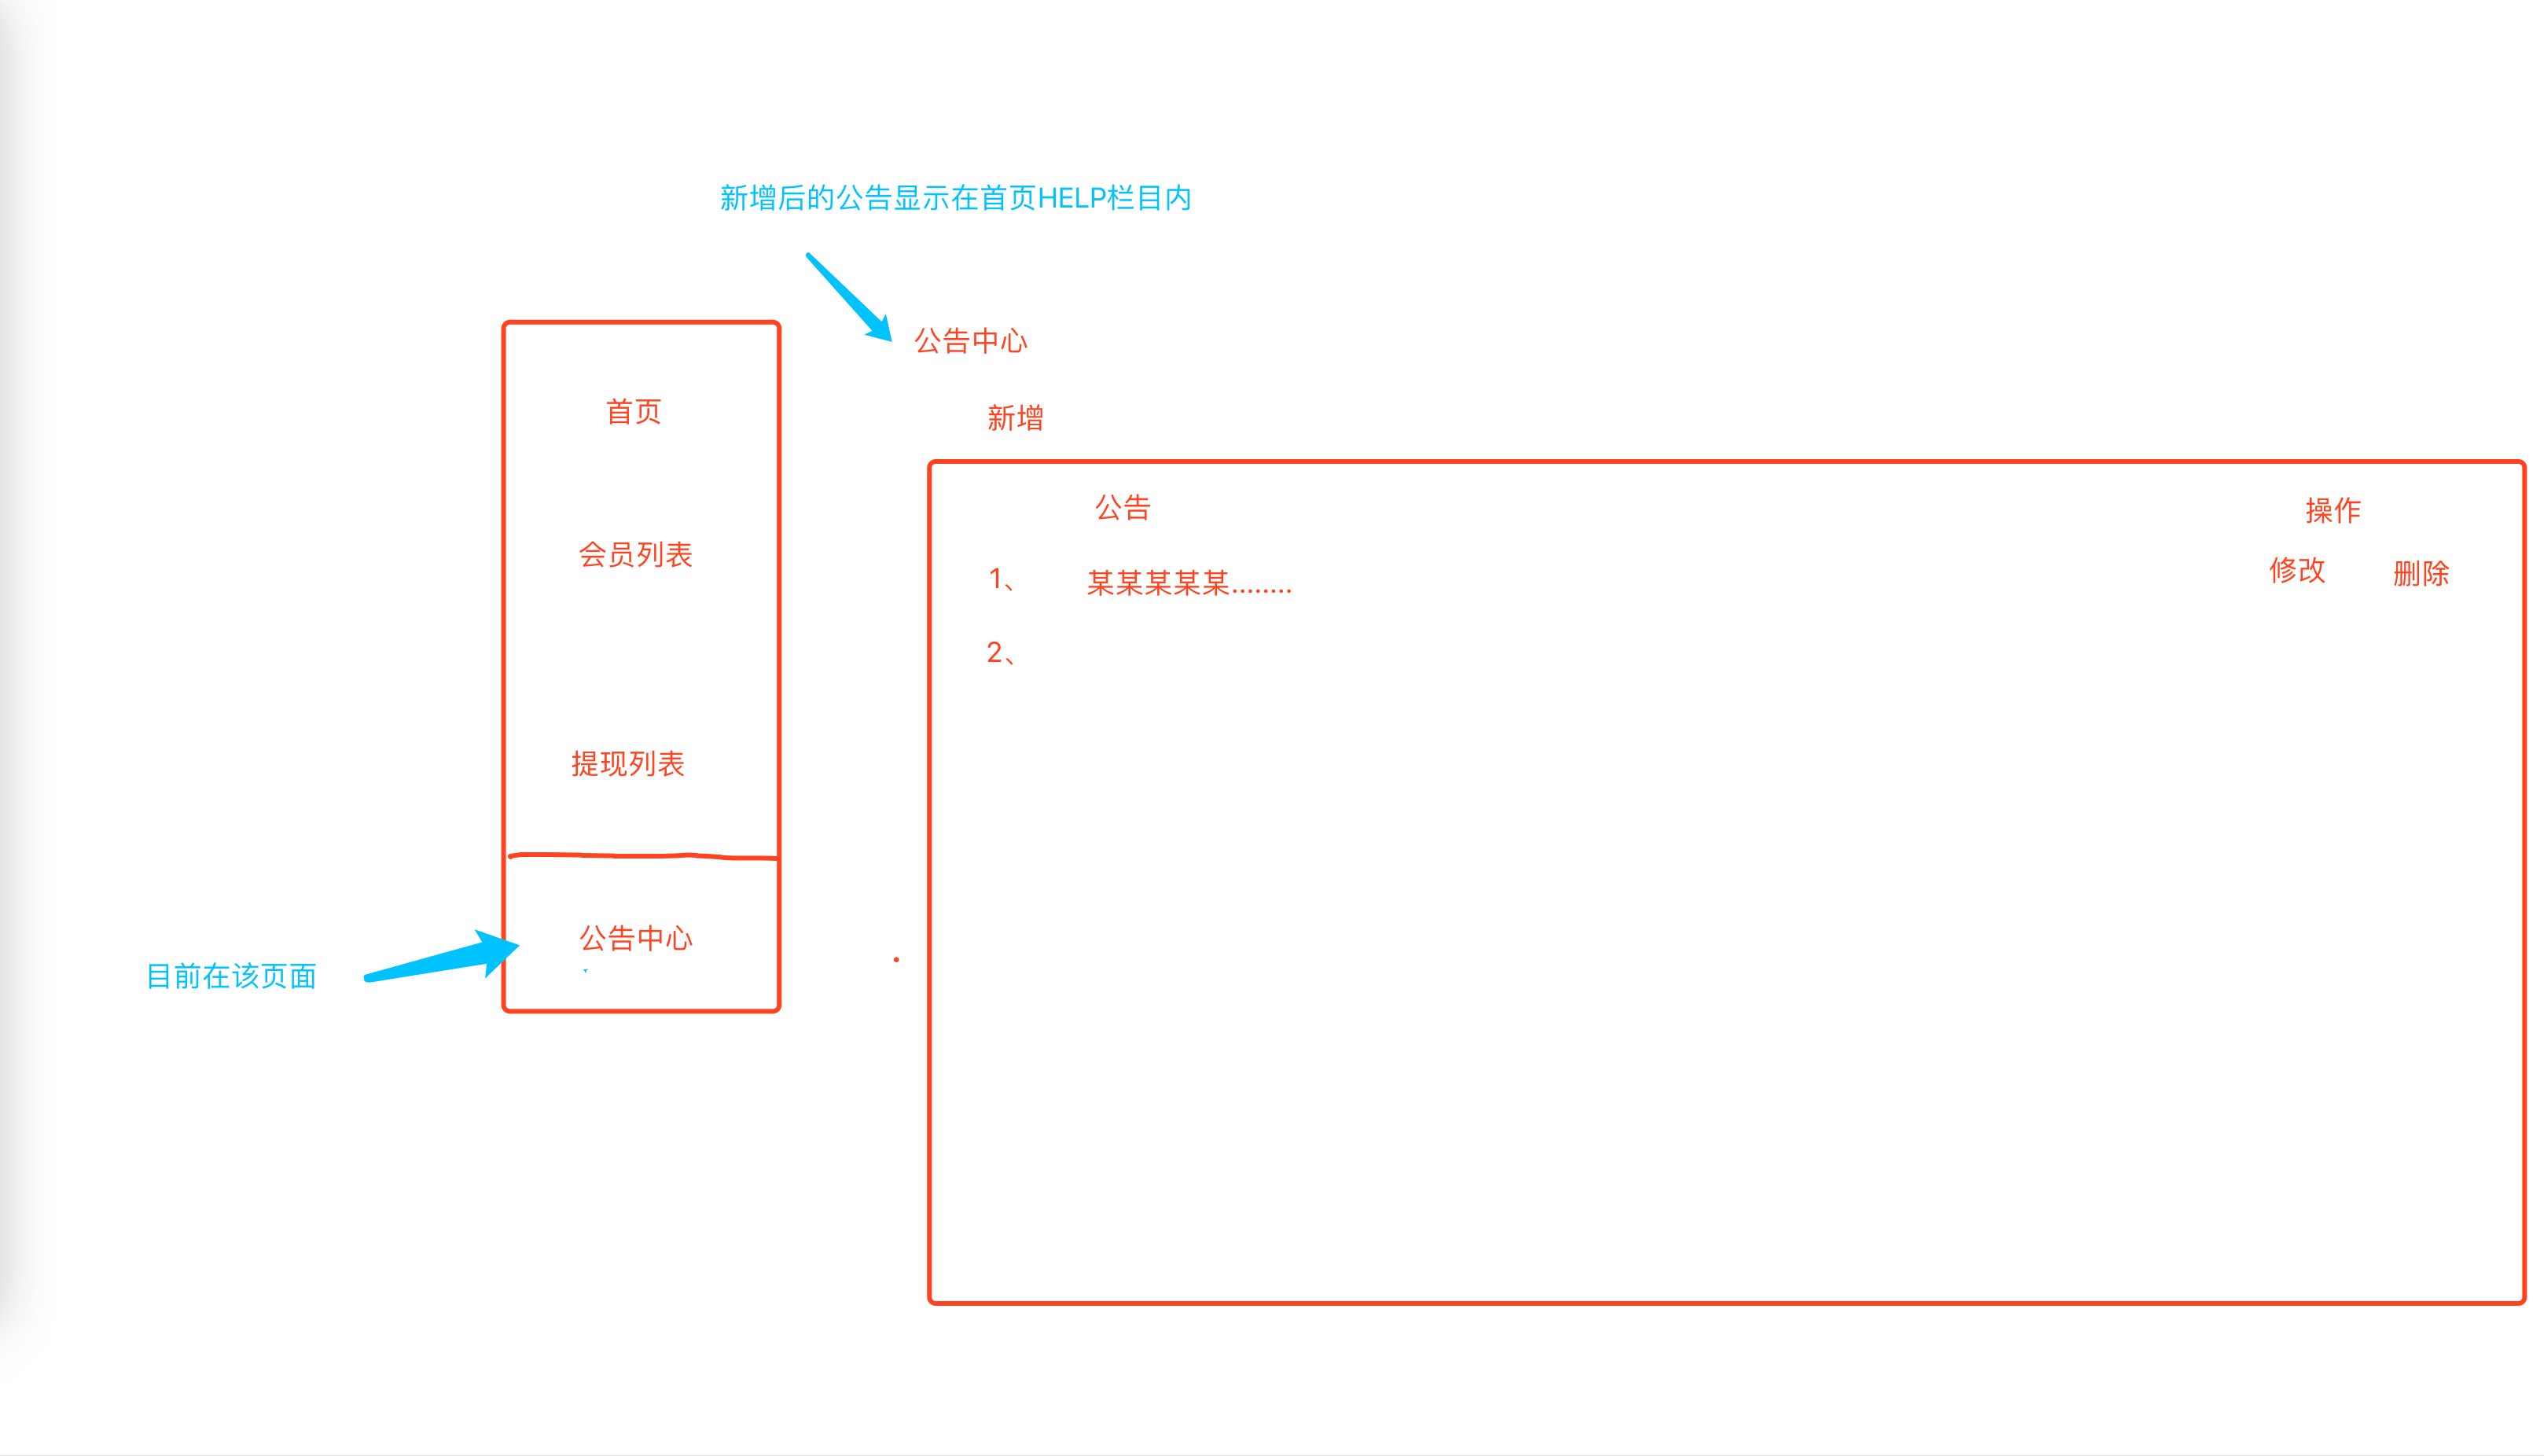 新增后的公告显示在首页HELP栏目内
公告中心
新增
首页
会员列表
提现列表
公告中心
目前在该页面
公告 操作
1、 某某某某某........ 修改 删除
2、